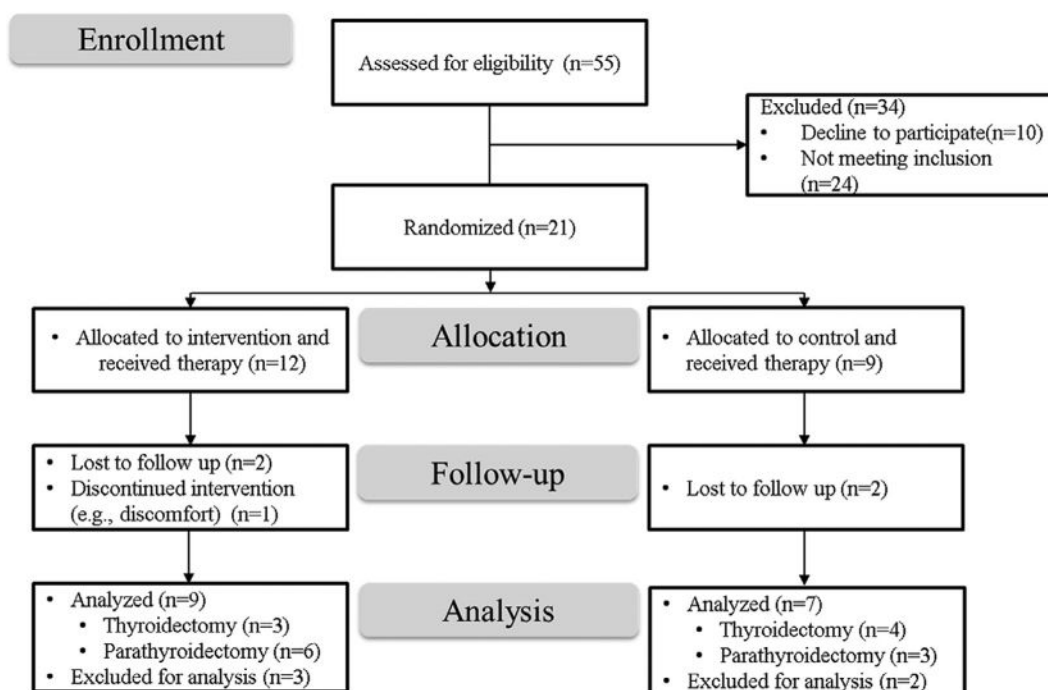 Enrollment
Assessed for eligibility (n=55)
Excluded (n=34)
• Decline to participate(n=10)
• Not meeting inclusion
(n=24)
Randomized (n=21)
• Allocated to intervention and
received therapy (n=12)
Allocation
• Allocated to control and
received therapy (n=9)
• Lost to follow up (n=2)
• Discontinued intervention
(e.g., discomfort) (n=1)
Follow-up
• Lost to follow up (n=2)
• Analyzed (n=9)
• Thyroidectomy (n=3)
• Parathyroidectomy (n=6)
• Excluded for analysis (n=3)
Analysis
• Analyzed (n=7)
• Thyroidectomy (n=4)
• Parathyroidectomy (n=3)
• Excluded for analysis (n=2)